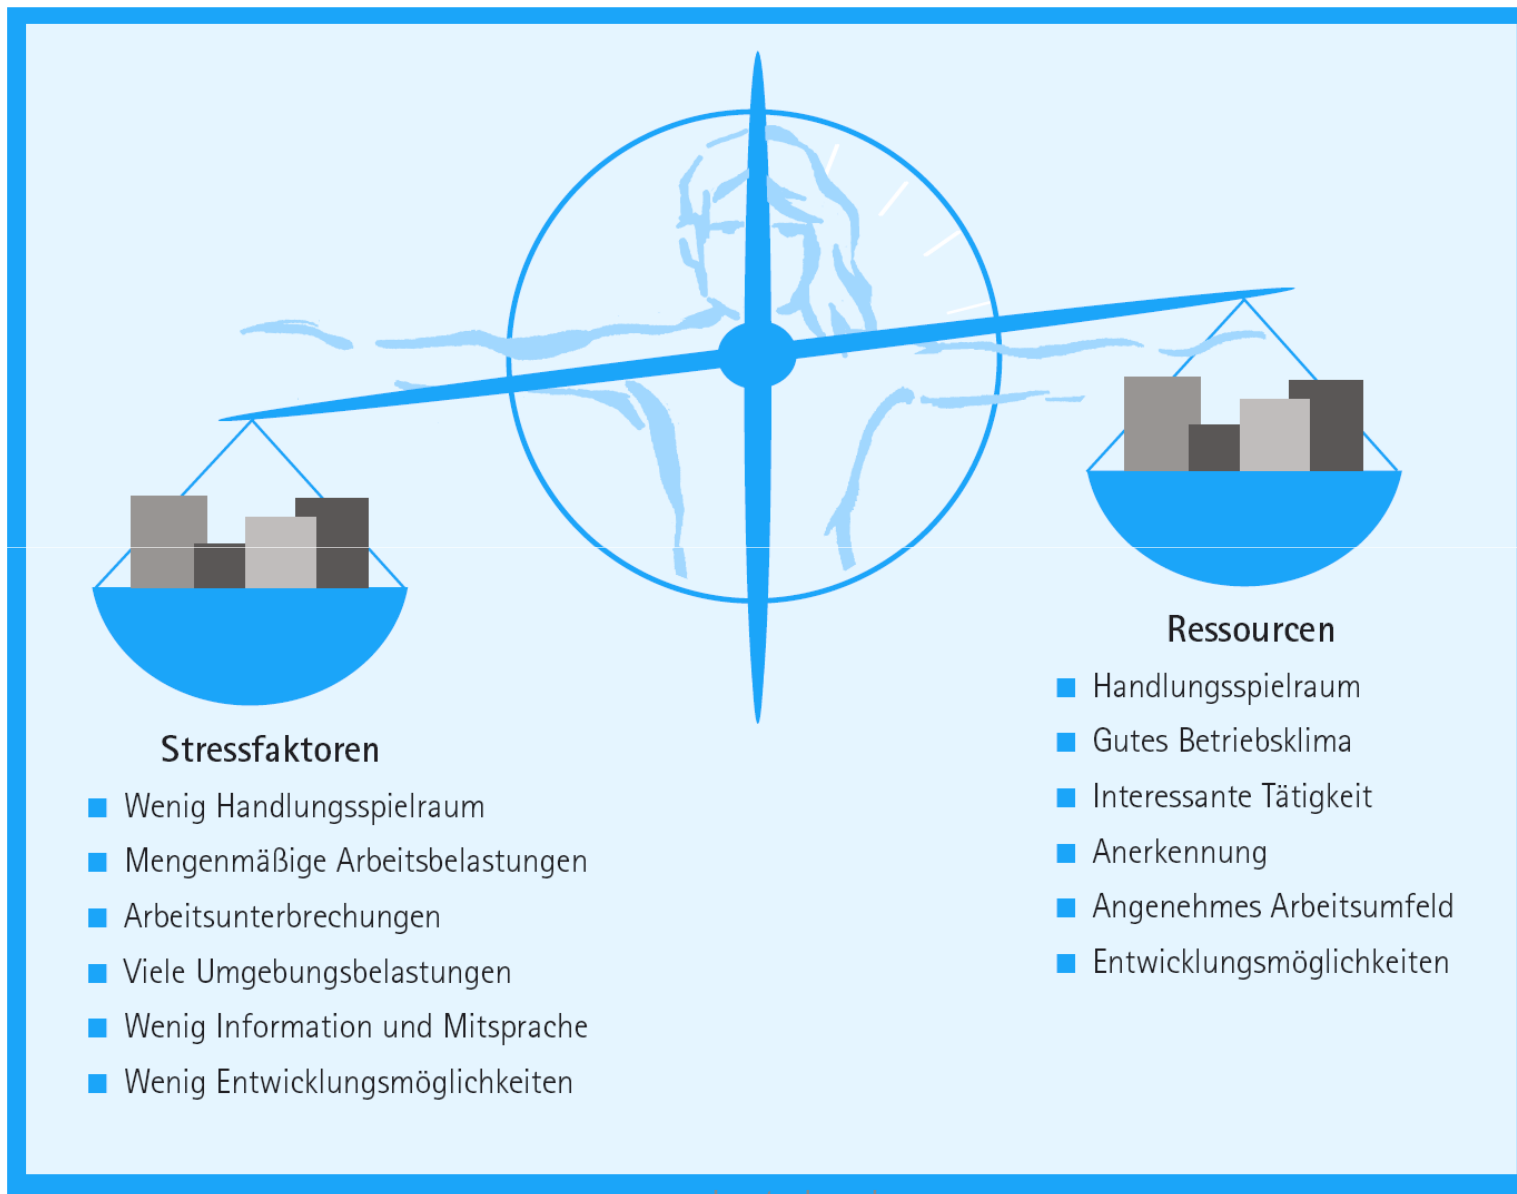 Stressfaktoren
Wenig Handlungsspielraum
Mengenmäßige Arbeitsbelastungen
Arbeitsunterbrechungen
Viele Umgebungsbelastungen
Wenig Information und Mitsprache
Wenig Entwicklungsmöglichkeiten
Ressourcen
Handlungsspielraum
Gutes Betriebsklima
Interessante Tätigkeit
Anerkennung
Angenehmes Arbeitsumfeld
Entwicklungsmöglichkeiten